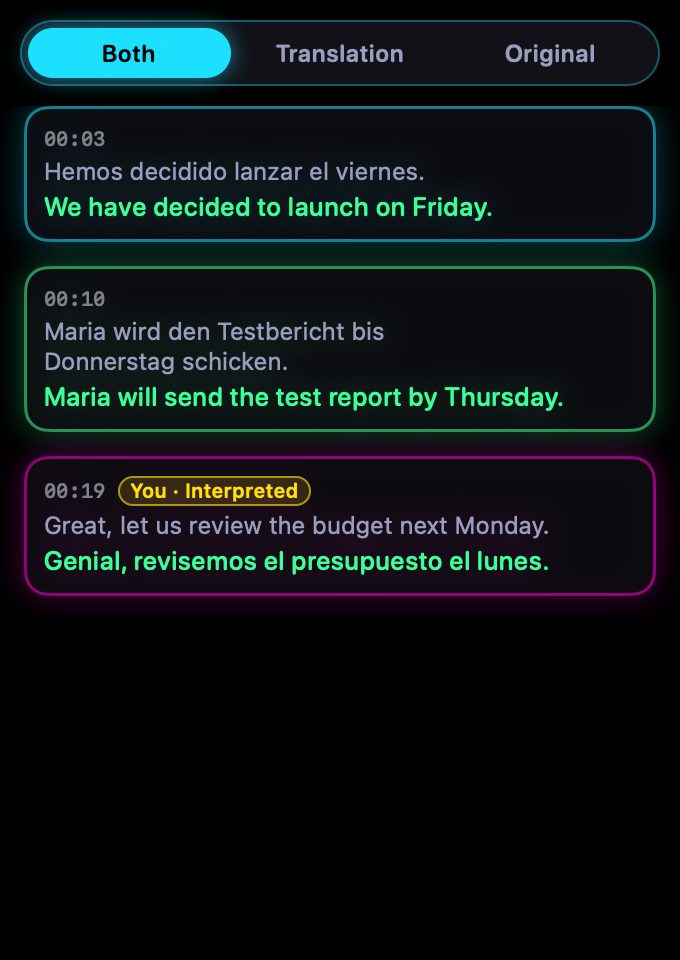 Both Translation Original
00:03
Hemos decidido lanzar el viernes.
We have decided to launch on Friday.
00:10
Maria wird den Testbericht bis
Donnerstag schicken.
Maria will send the test report by Thursday.
00:19 You · Interpreted
Great, let us review the budget next Monday.
Genial, revisemos el presupuesto el lunes.